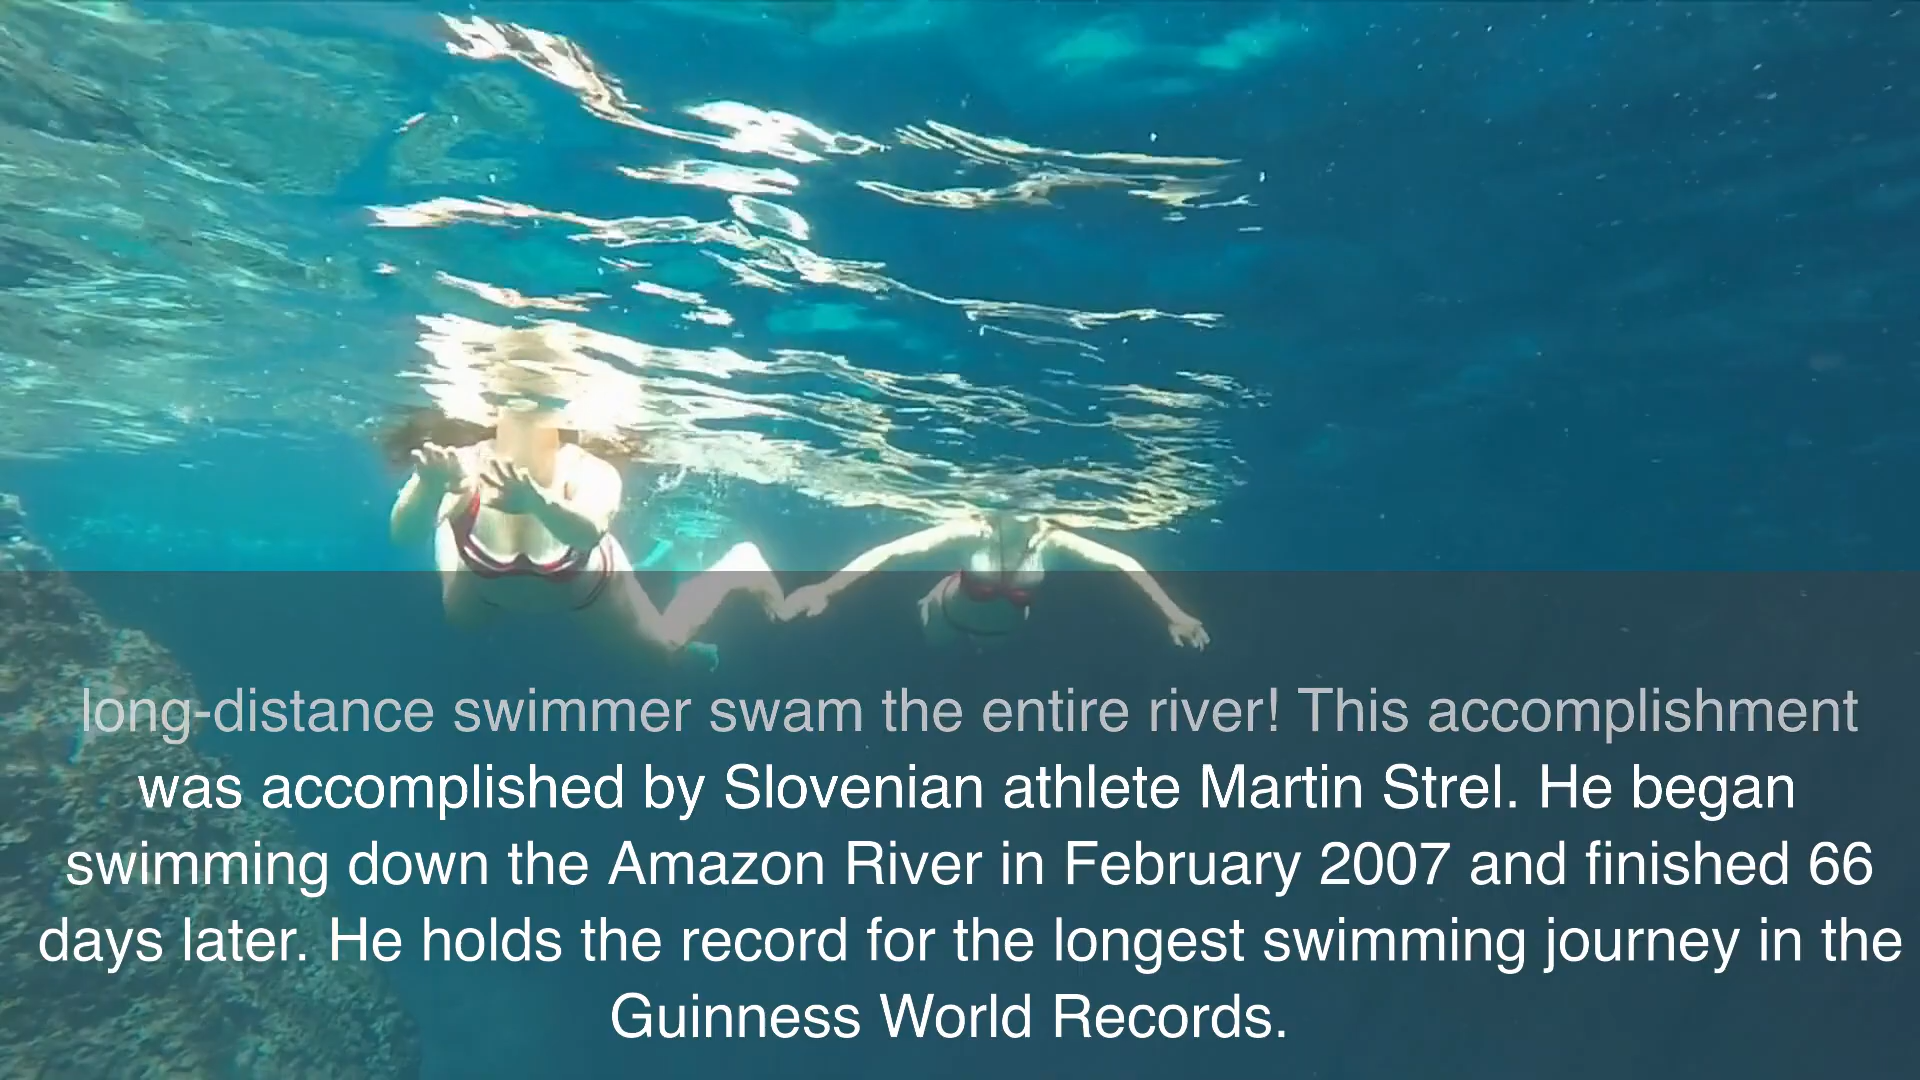 long-distance swimmer swam the entire river! This accomplishment
was accomplished by Slovenian athlete Martin Strel. He began
swimming down the Amazon River in February 2007 and finished 66
days later. He holds the record for the longest swimming journey in the
Guinness World Records.